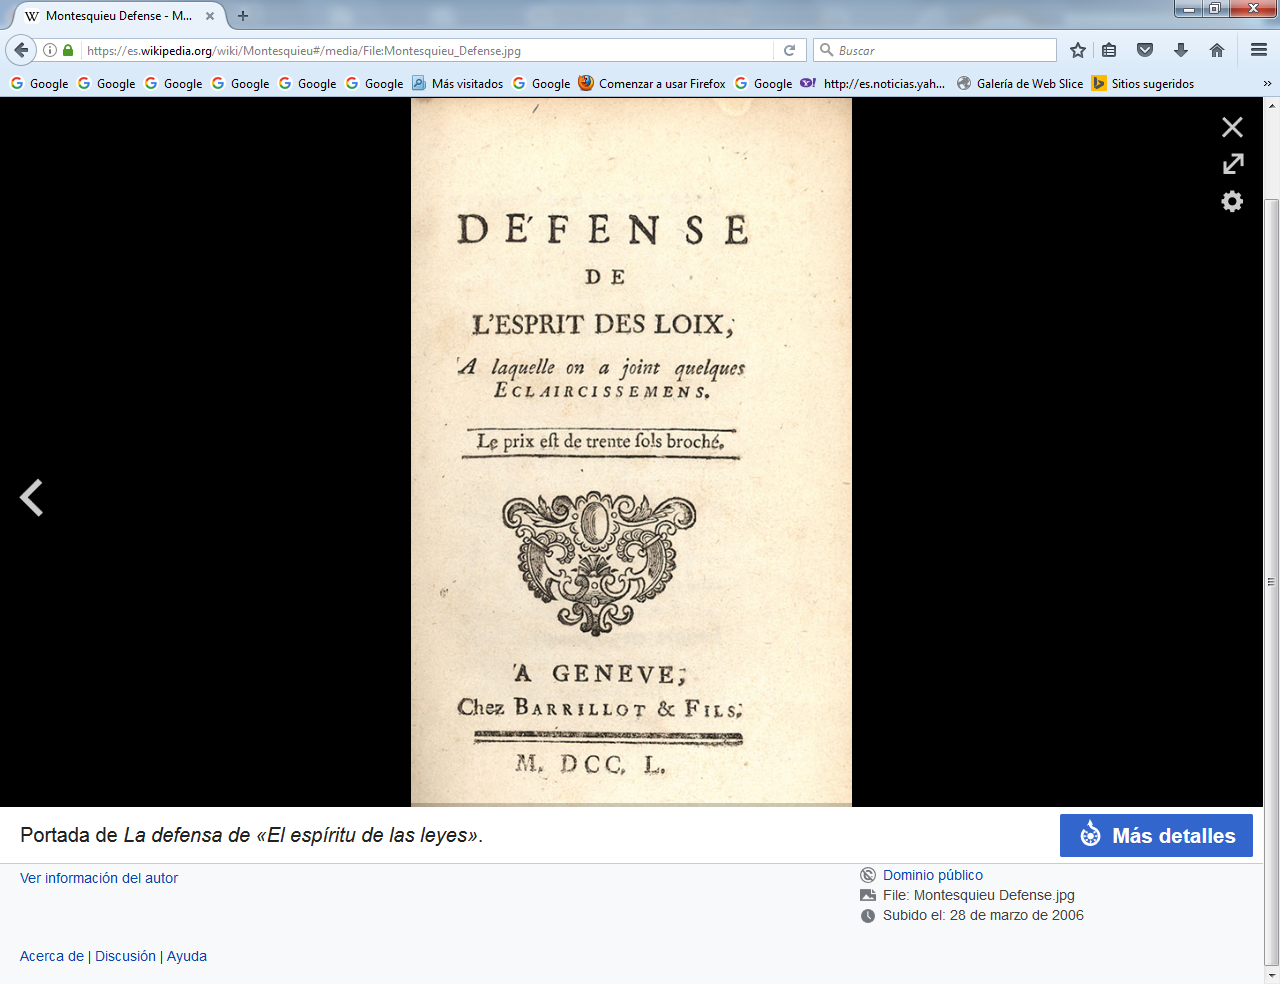 Montesquieu Defense - M...
https://es.wikipedia.org/wiki/Montesquieu#/media/File:Montesquieu_Defense.jpg
Buscar
Google Google Google Google Google Google Más visitados Google Comenzar a usar Firefox Google http://es.noticias.yah... Galería de Web Slice Sitios sugeridos »
DÉFENSE
DE
L'ESPRIT DES LOIX,
'A laquelle on a joint quelques
ECLAIRCISSEMENS.
Le prix eſt de trente ſols broché.
'A GENEVE,
Chez BARRILLOT & FILS.
M. DCC. L.
Portada de La defensa de «El espíritu de las leyes».
Más detalles
Ver información del autor
Dominio público
File: Montesquieu Defense.jpg
Subido el: 28 de marzo de 2006
Acerca de | Discusión | Ayuda